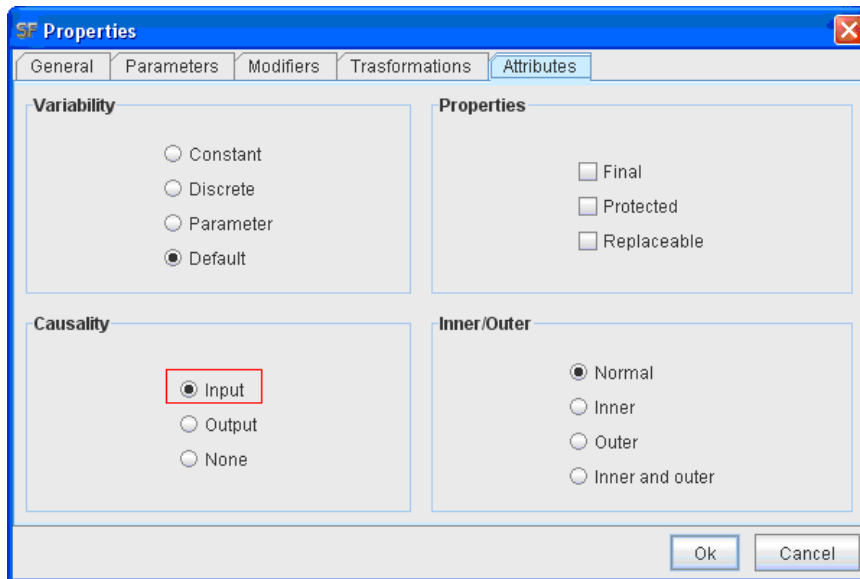 SF Properties
General Parameters Modifiers Trasformations Attributes
Variability
Constant
Discrete
Parameter
Default
Properties
Final
Protected
Replaceable
Causality
Input
Output
None
Inner/Outer
Normal
Inner
Outer
Inner and outer
Ok Cancel